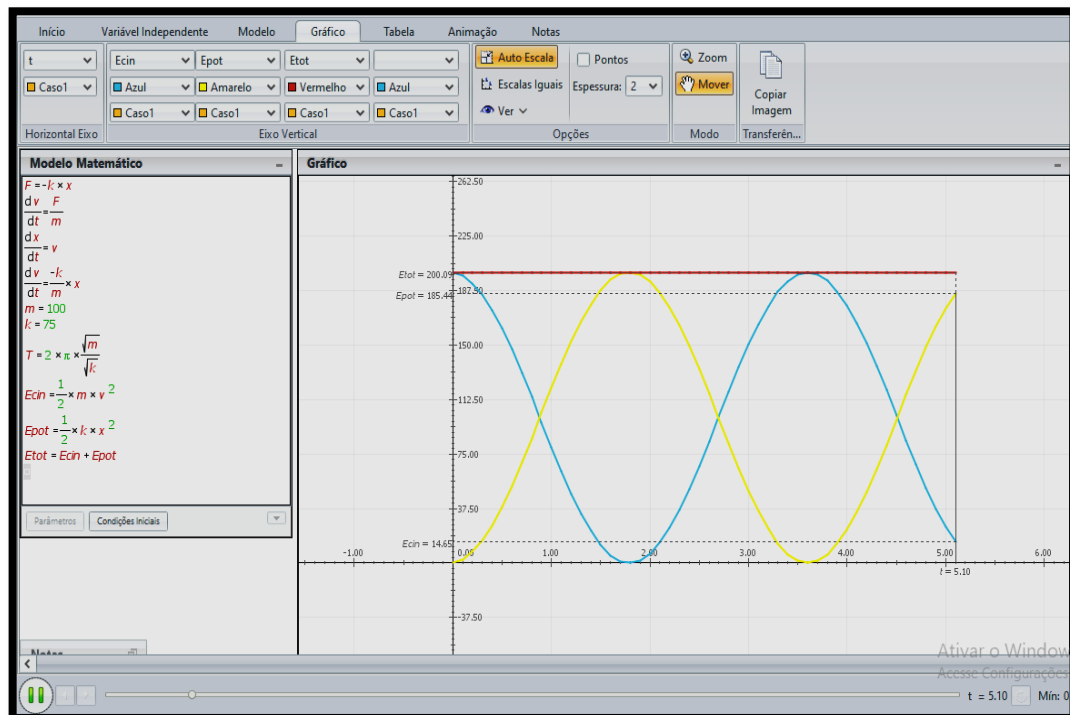 Início Variável Independente Modelo Gráfico Tabela Animação Notas
t Ecin Epot Etot Auto Escala Pontos Zoom
Caso1 Azul Amarelo Vermelho Azul Escalas Iguais Espessura: 2 Mover Copiar
Caso1 Caso1 Caso1 Caso1 Ver Imagem
Horizontal Eixo Eixo Vertical Opções Modo Transferên...
Modelo Matemático
F = -k × x
dv/dt = F/m
dx/dt = v
dv/dt = -k/m × x
m = 100
k = 75
T = 2 × π × √m/√k
Ecin = 1/2 × m × v 2
Epot = 1/2 × k × x 2
Etot = Ecin + Epot
Parâmetros Condições Iniciais
Gráfico
262.50
225.00
Etot = 200.09
187.50
Epot = 185.44
150.00
112.50
75.00
37.50
Ecin = 14.65
-1.00 0.00 1.00 2.00 3.00 4.00 5.00 6.00
t = 5.10
-37.50
Notas
Ativar o Window
Acesse Configurações
t = 5.10 Mín: 0